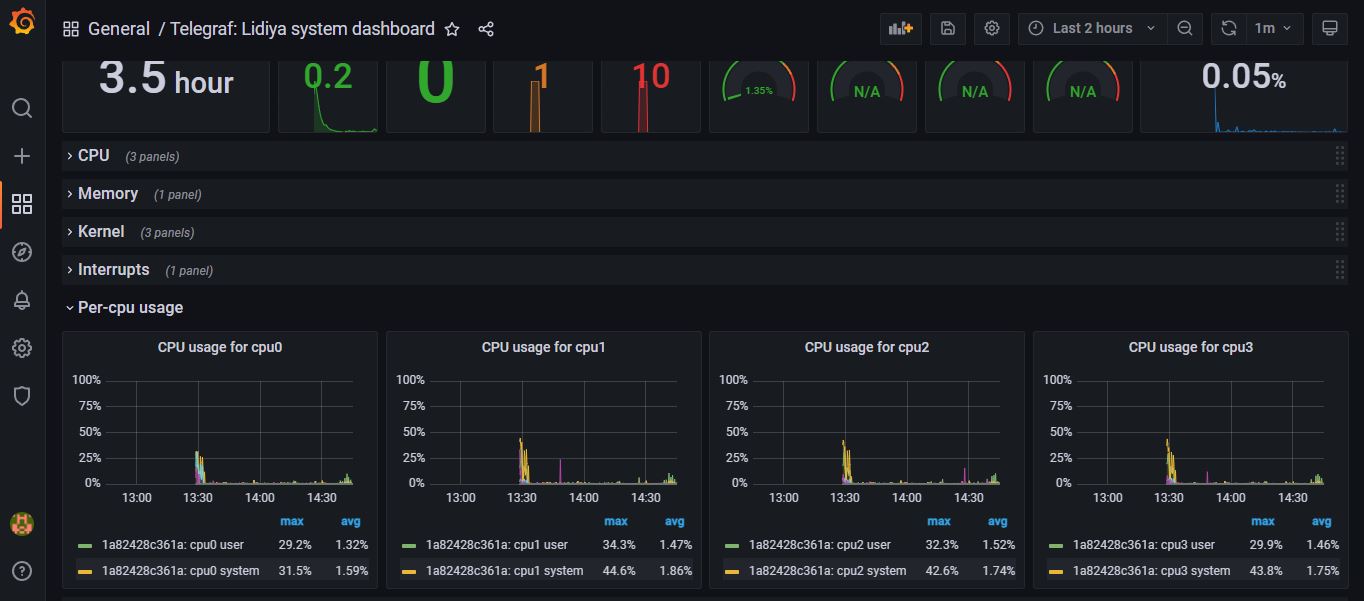 General / Telegraf: Lidiya system dashboard
Last 2 hours
1m
3.5 hour
0.2
0
1
10
1.35%
N/A
N/A
N/A
0.05%
CPU (3 panels)
Memory (1 panel)
Kernel (3 panels)
Interrupts (1 panel)
Per-cpu usage
CPU usage for cpu0
100%
75%
50%
25%
0%
13:00 13:30 14:00 14:30
max avg
1a82428c361a: cpu0 user 29.2% 1.32%
1a82428c361a: cpu0 system 31.5% 1.59%
CPU usage for cpu1
100%
75%
50%
25%
0%
13:00 13:30 14:00 14:30
max avg
1a82428c361a: cpu1 user 34.3% 1.47%
1a82428c361a: cpu1 system 44.6% 1.86%
CPU usage for cpu2
100%
75%
50%
25%
0%
13:00 13:30 14:00 14:30
max avg
1a82428c361a: cpu2 user 32.3% 1.52%
1a82428c361a: cpu2 system 42.6% 1.74%
CPU usage for cpu3
100%
75%
50%
25%
0%
13:00 13:30 14:00 14:30
max avg
1a82428c361a: cpu3 user 29.9% 1.46%
1a82428c361a: cpu3 system 43.8% 1.75%